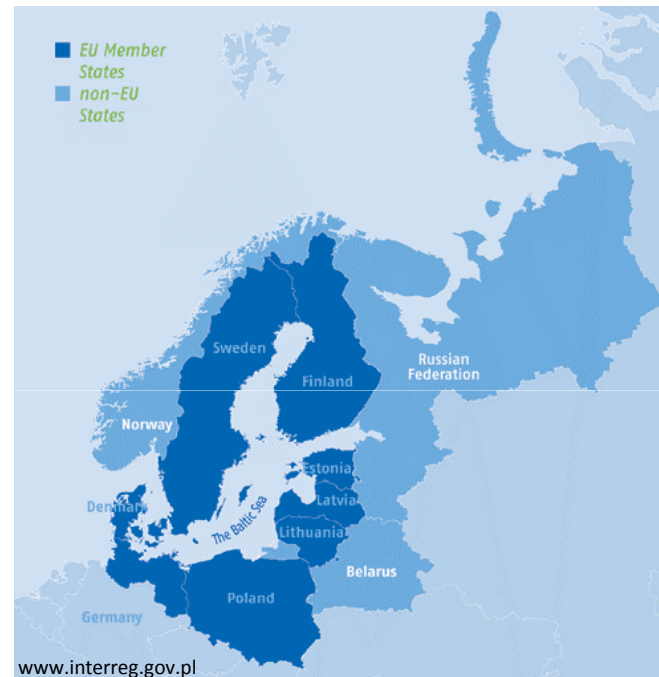 EU Member
States
non-EU
States
Sweden
Finland
Russian
Federation
Norway
Estonia
Denmark
Latvia
The Baltic Sea
Lithuania
Belarus
Poland
Germany
www.interreg.gov.pl